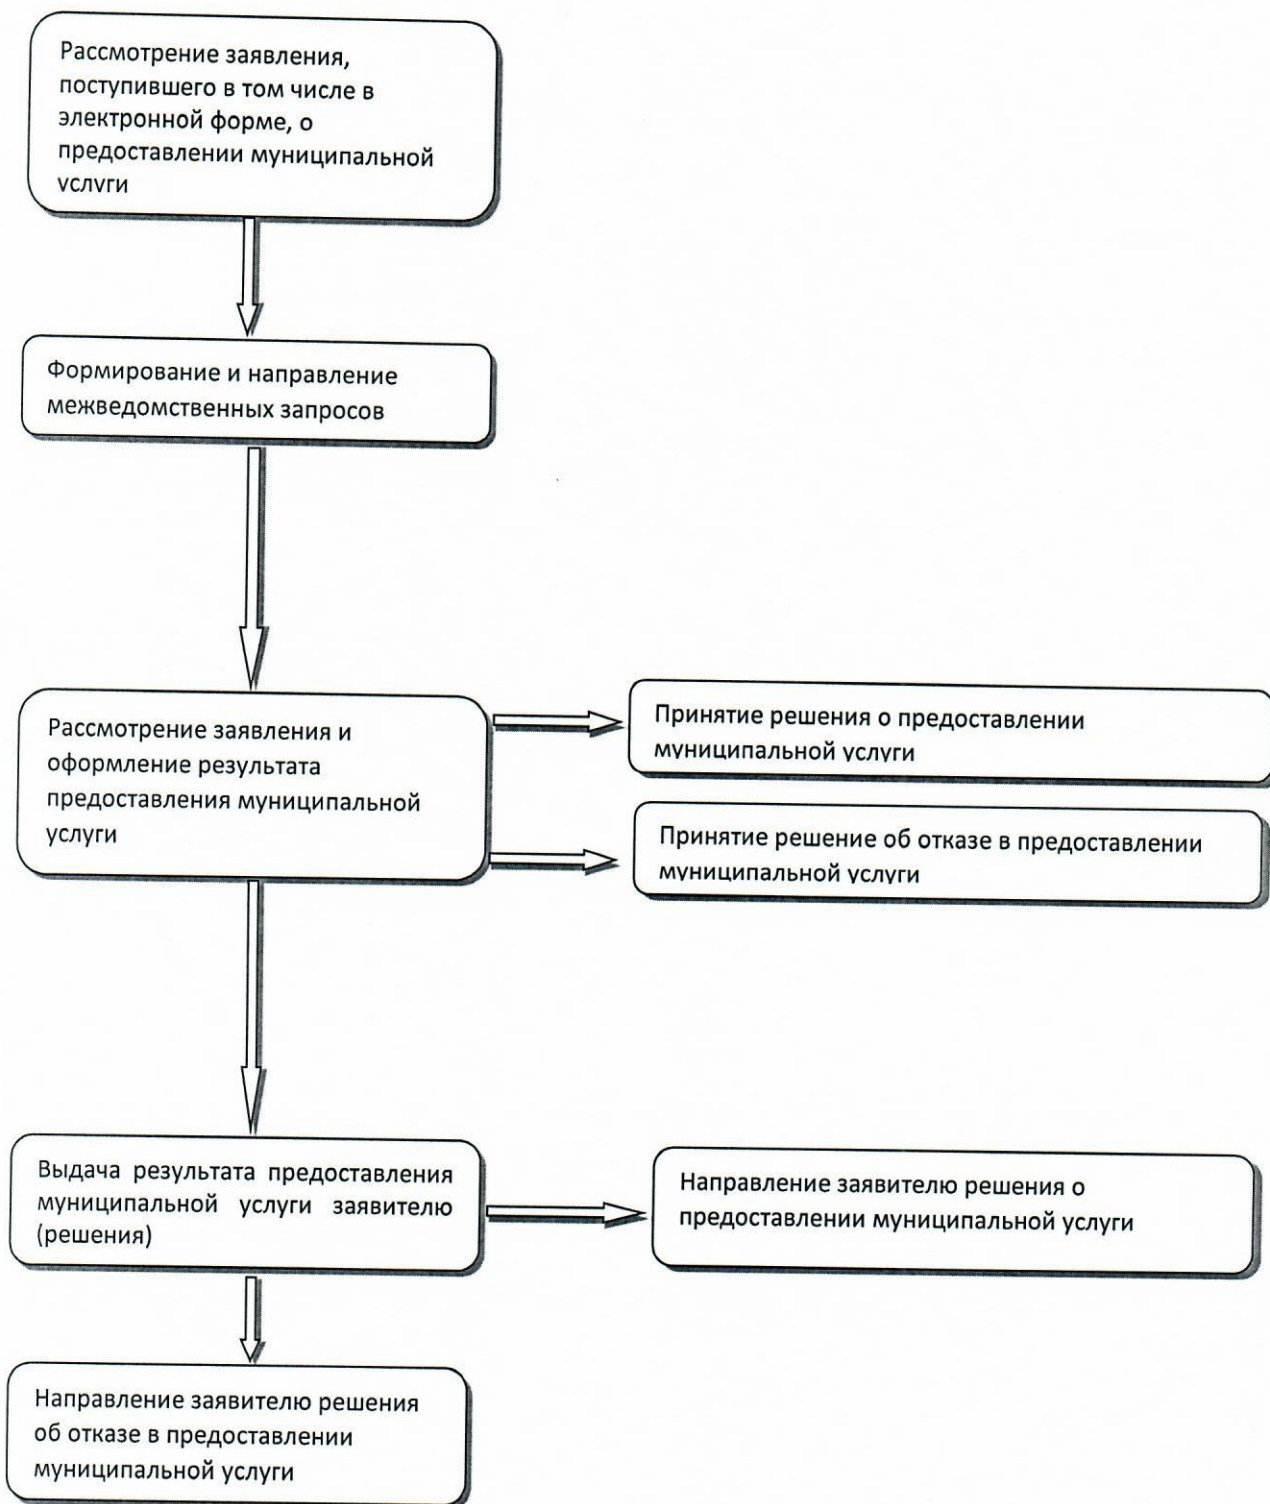 Рассмотрение заявления,
поступившего в том числе в
электронной форме, о
предоставлении муниципальной
услуги
Формирование и направление
межведомственных запросов
Рассмотрение заявления и
оформление результата
предоставления муниципальной
услуги
Принятие решения о предоставлении
муниципальной услуги
Принятие решение об отказе в предоставлении
муниципальной услуги
Выдача результата предоставления
муниципальной услуги заявителю
(решения)
Направление заявителю решения о
предоставлении муниципальной услуги
Направление заявителю решения
об отказе в предоставлении
муниципальной услуги